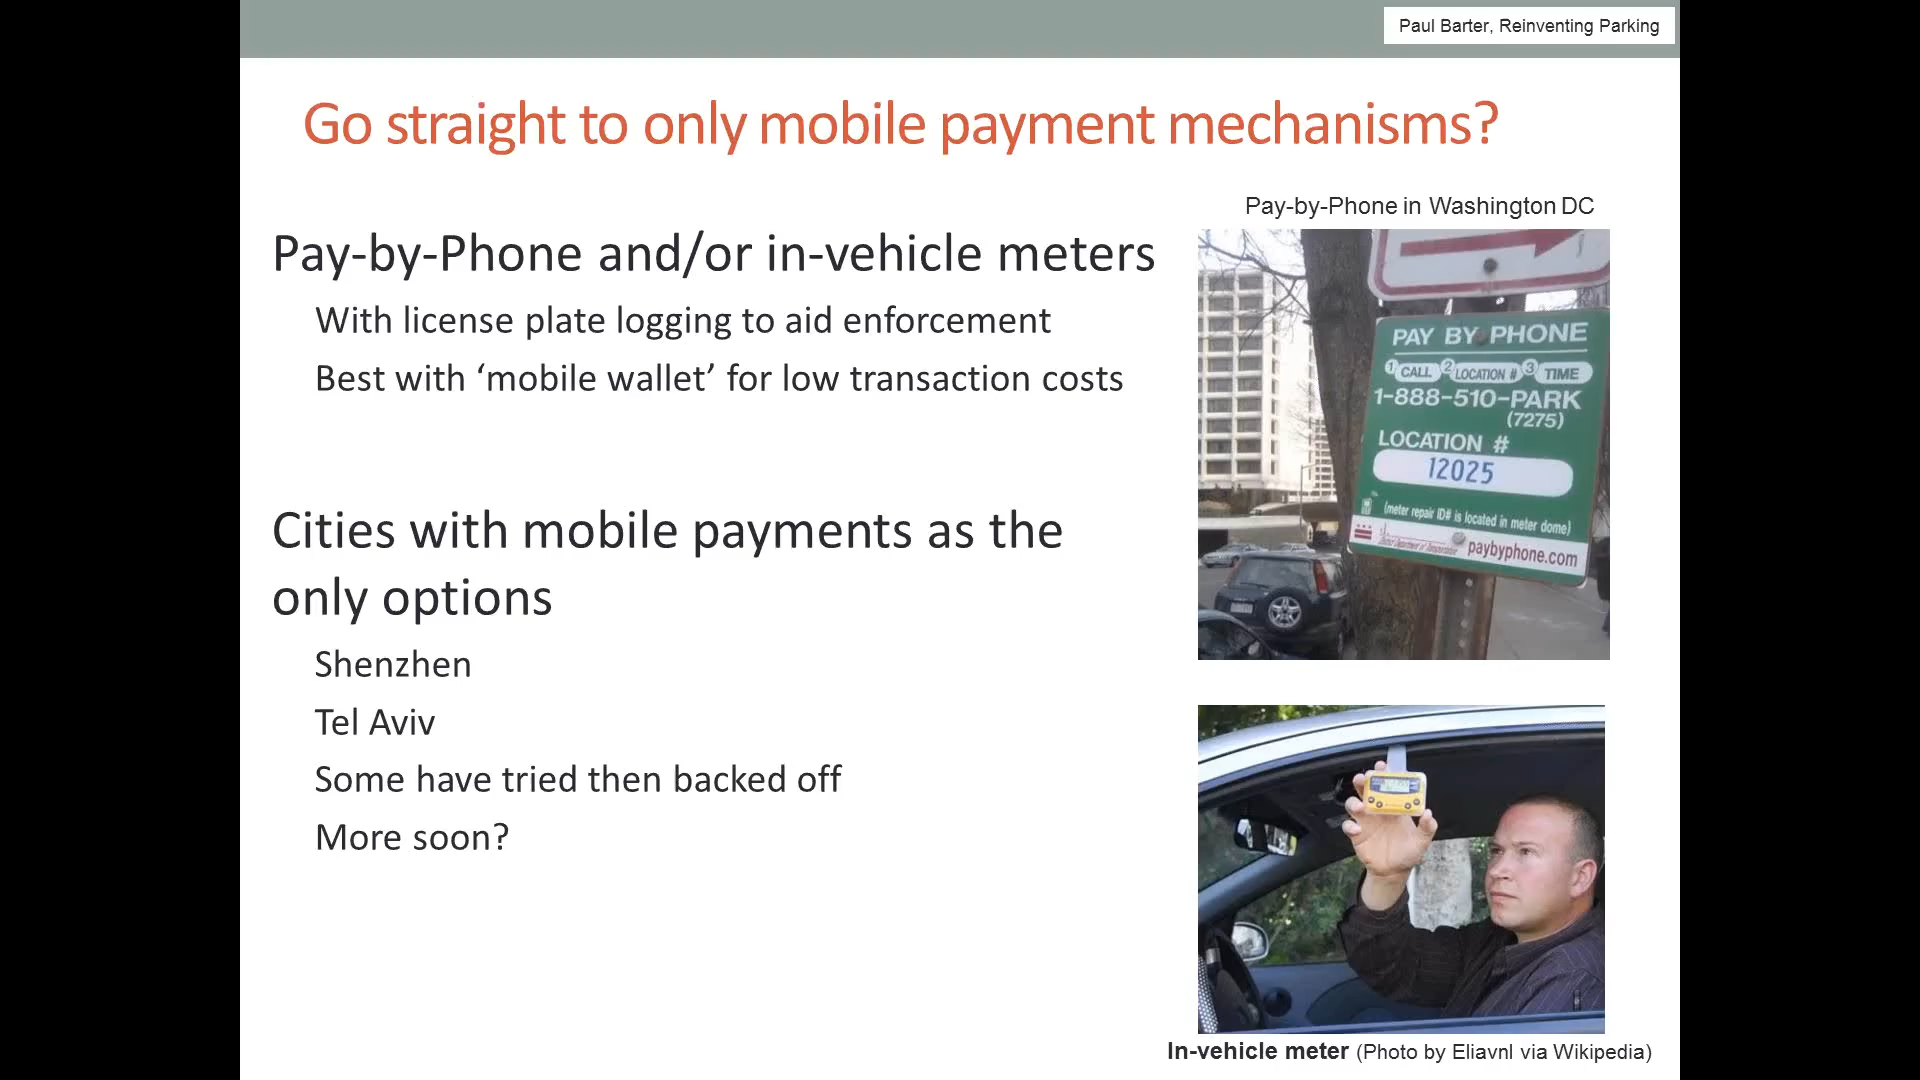 Paul Barter, Reinventing Parking
Go straight to only mobile payment mechanisms?
Pay-by-Phone and/or in-vehicle meters
With license plate logging to aid enforcement
Best with ‘mobile wallet’ for low transaction costs
Cities with mobile payments as the
only options
Shenzhen
Tel Aviv
Some have tried then backed off
More soon?
Pay-by-Phone in Washington DC
PAY BY PHONE
1 CALL 2 LOCATION # 3 TIME
1-888-510-PARK
(7275)
LOCATION #
12025
(meter repair ID# is located in meter dome)
District Department of Transportation
paybyphone.com
In-vehicle meter (Photo by Eliavnl via Wikipedia)